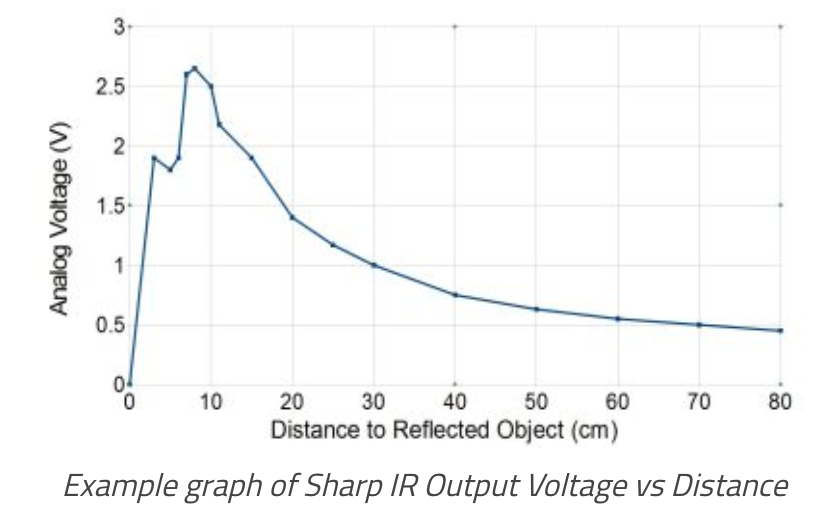 3
2.5
2
1.5
1
0.5
0
Analog Voltage (V)
0 10 20 30 40 50 60 70 80
Distance to Reflected Object (cm)
Example graph of Sharp IR Output Voltage vs Distance